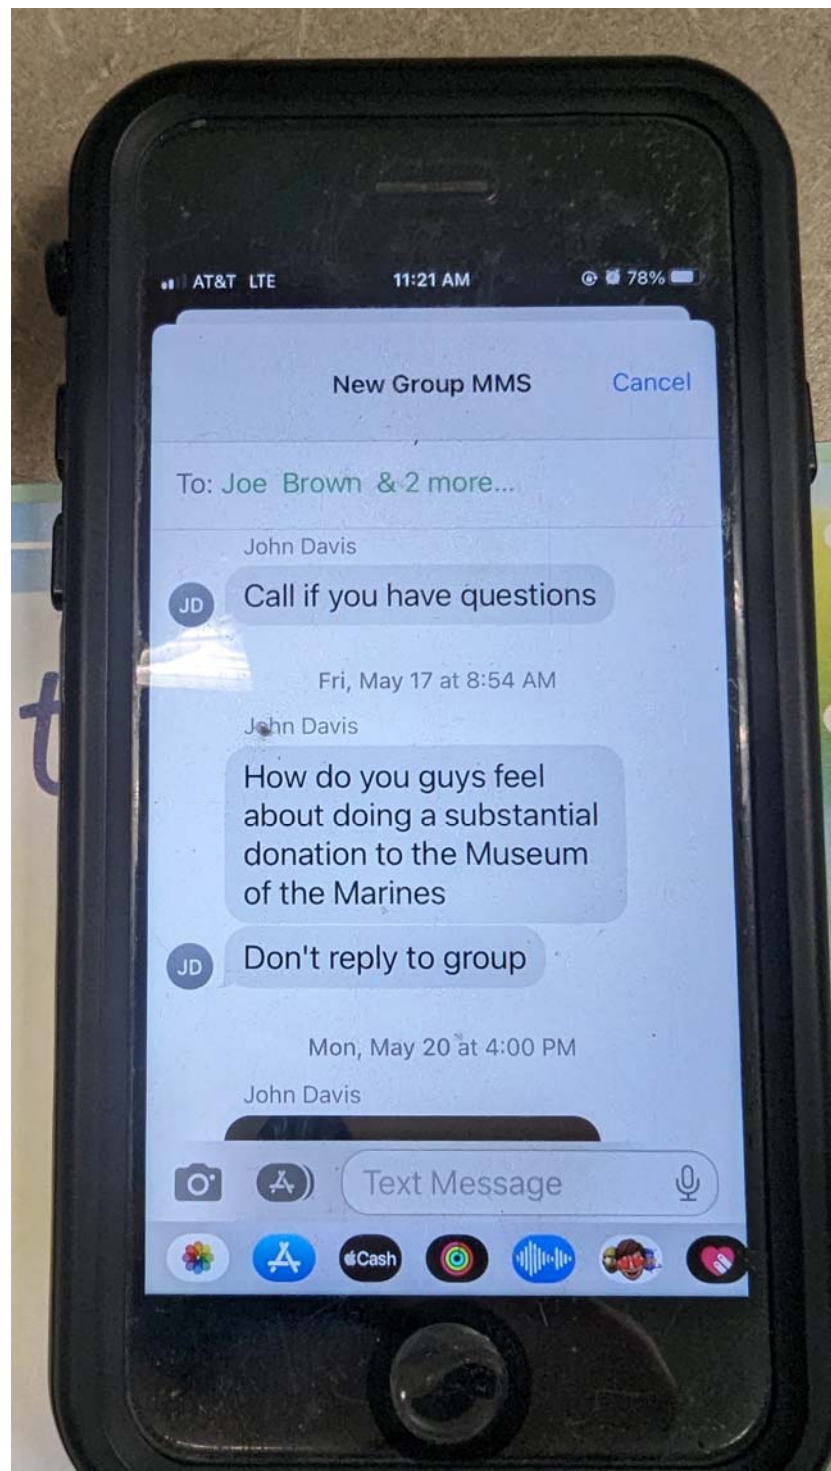 AT&T LTE 11:21 AM 78%
New Group MMS Cancel
To: Joe Brown & 2 more...
John Davis
JD Call if you have questions
Fri, May 17 at 8:54 AM
John Davis
How do you guys feel
about doing a substantial
donation to the Museum
of the Marines
JD Don't reply to group
Mon, May 20 at 4:00 PM
John Davis
Text Message
Cash
t